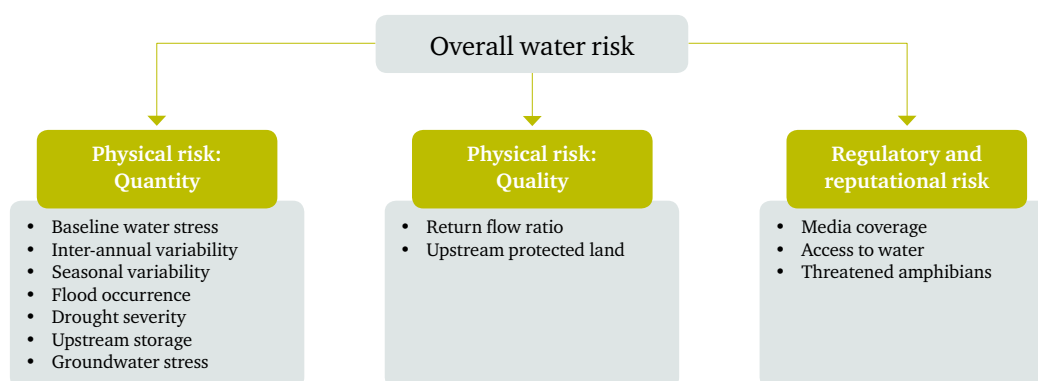 Overall water risk
Physical risk:
Quantity
• Baseline water stress
• Inter-annual variability
• Seasonal variability
• Flood occurrence
• Drought severity
• Upstream storage
• Groundwater stress
Physical risk:
Quality
• Return flow ratio
• Upstream protected land
Regulatory and
reputational risk
• Media coverage
• Access to water
• Threatened amphibians